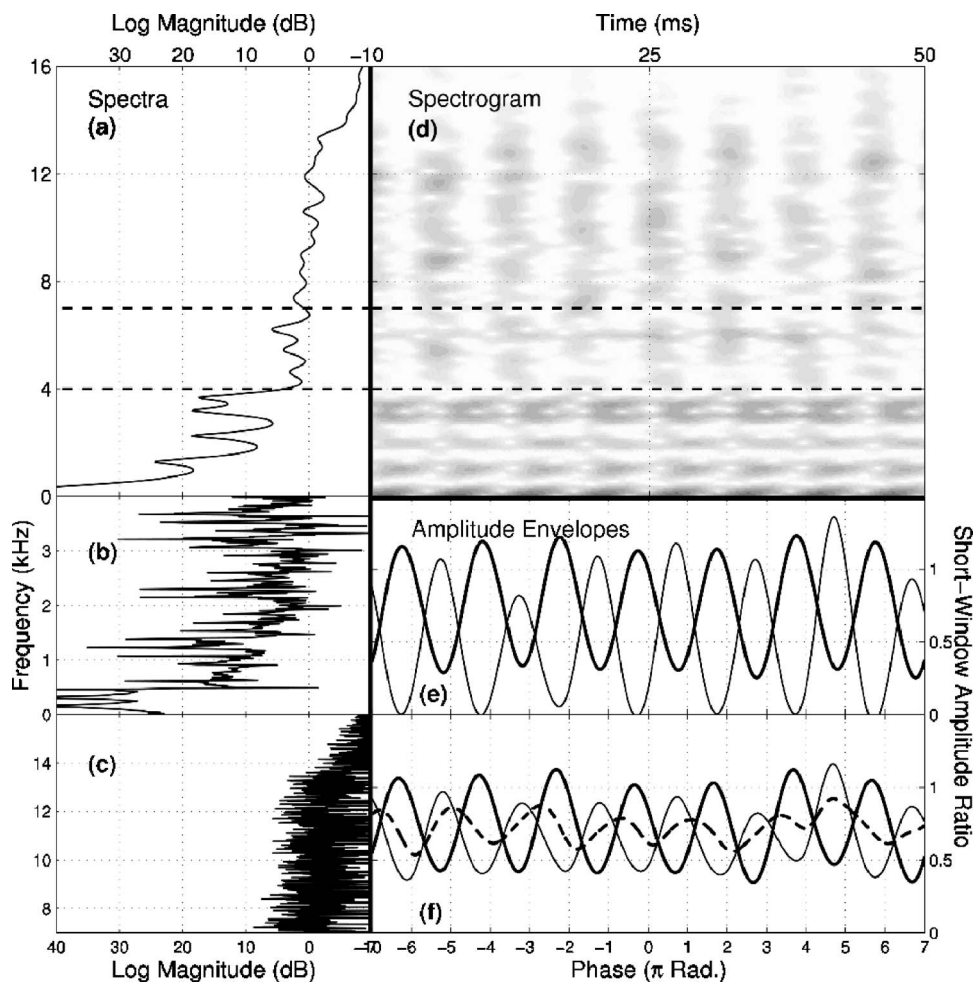 Log Magnitude (dB)
Time (ms)
30 20 10 0 −10
25 50
16
Spectra
(a)
Spectrogram
(d)
12
8
4
0
(b)
3
2
1
0
Amplitude Envelopes
(e)
1
0.5
0
(c)
14
12
10
8
(f)
1
0.5
0
Frequency (kHz)
Short−Window Amplitude Ratio
40 30 20 10 0
−6 −5 −4 −3 −2 −1 0 1 2 3 4 5 6 7
Log Magnitude (dB)
Phase (π Rad.)